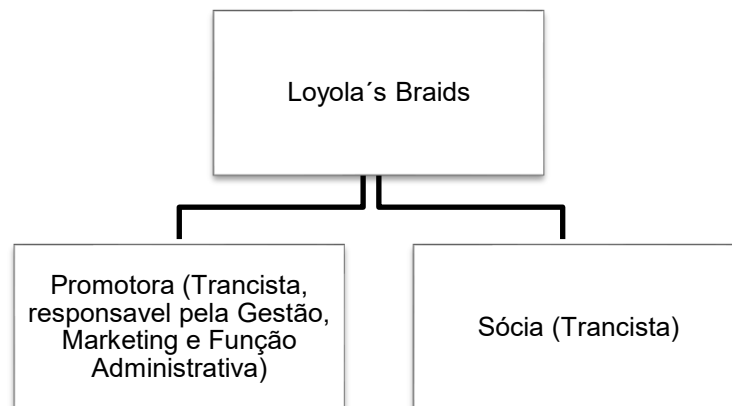 Loyola´s Braids
Promotora (Trancista,
responsavel pela Gestão,
Marketing e Função
Administrativa)
Sócia (Trancista)